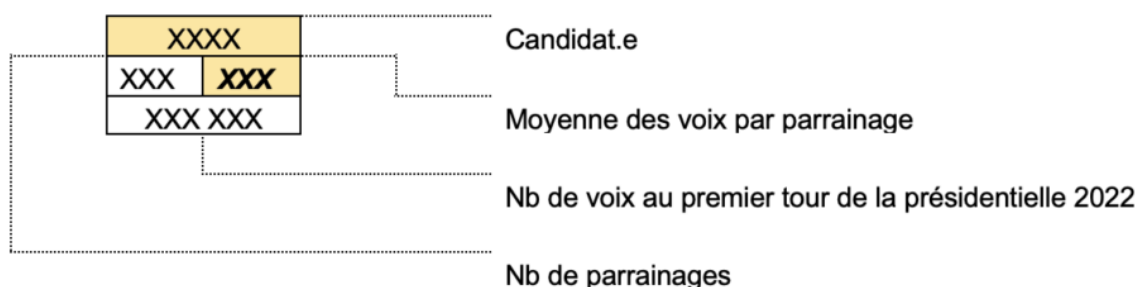 XXXX
Candidat.e
XXX XXX
XXX XXX
Moyenne des voix par parrainage
Nb de voix au premier tour de la présidentielle 2022
Nb de parrainages